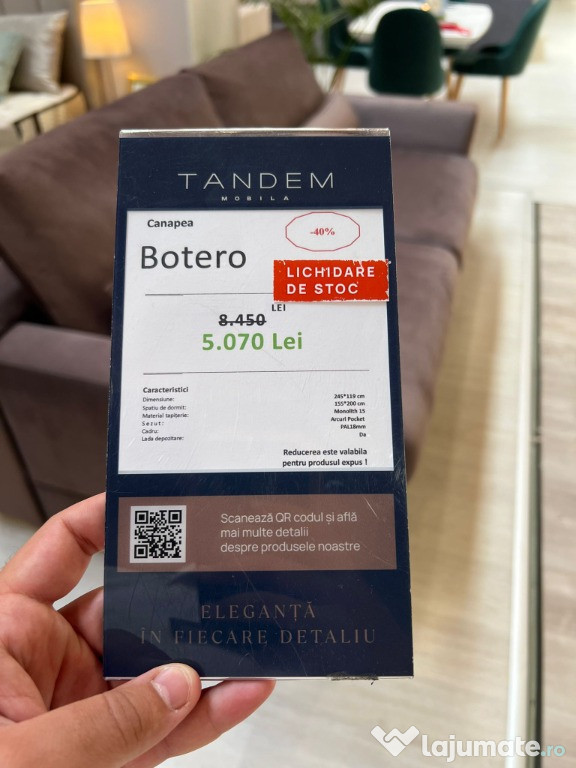 TANDEM
MOBILA
Canapea
-40%
Botero
LICHIDARE
DE STOC
8.450 LEI
5.070 Lei
Caracteristici
Dimensiune: 245*119 cm
Spatiu de dormit: 155*200 cm
Material tapiterie: Monolith 15
Sezut: Arcuri Pocket
Cadru: PAL18mm
Lada depozitare: Da
Reducerea este valabila
pentru produsul expus !
Scanează QR codul și află
mai multe detalii
despre produsele noastre
ELEGANȚĂ
ÎN FIECARE DETALIU
lajumate.ro